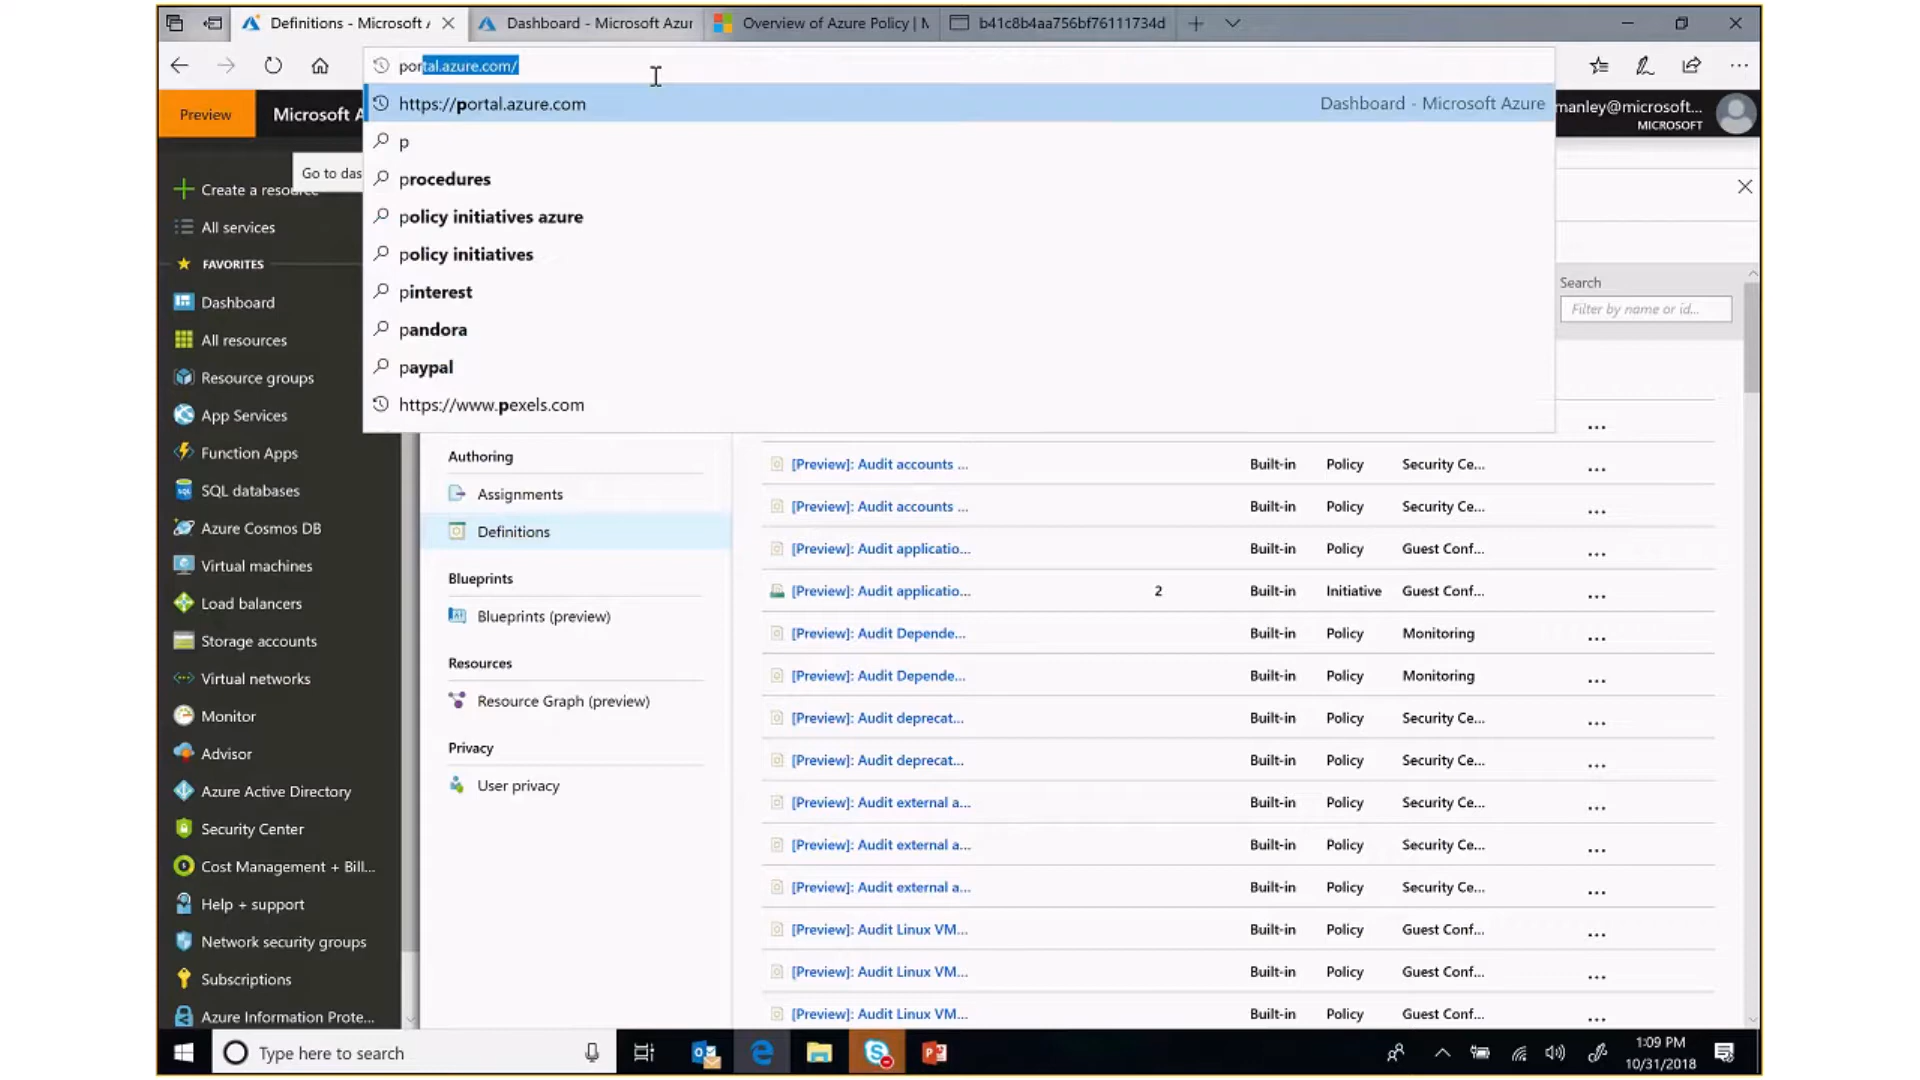 Definitions - Microsoft A
Dashboard - Microsoft Azur
Overview of Azure Policy | M
b41c8b4aa756bf76111734d
portal.azure.com/
https://portal.azure.com
Dashboard - Microsoft Azure
p
procedures
policy initiatives azure
policy initiatives
pinterest
pandora
paypal
https://www.pexels.com
Preview
Microsoft A
manley@microsoft...
MICROSOFT
Go to das
Create a resource
All services
FAVORITES
Dashboard
All resources
Resource groups
App Services
Function Apps
SQL databases
Azure Cosmos DB
Virtual machines
Load balancers
Storage accounts
Virtual networks
Monitor
Advisor
Azure Active Directory
Security Center
Cost Management + Bill...
Help + support
Network security groups
Subscriptions
Azure Information Prote...
Authoring
Assignments
Definitions
Blueprints
Blueprints (preview)
Resources
Resource Graph (preview)
Privacy
User privacy
Search
Filter by name or id...
...
[Preview]: Audit accounts ... Built-in Policy Security Ce... ...
[Preview]: Audit accounts ... Built-in Policy Security Ce... ...
[Preview]: Audit applicatio... Built-in Policy Guest Conf... ...
[Preview]: Audit applicatio... 2 Built-in Initiative Guest Conf... ...
[Preview]: Audit Depende... Built-in Policy Monitoring ...
[Preview]: Audit Depende... Built-in Policy Monitoring ...
[Preview]: Audit deprecat... Built-in Policy Security Ce... ...
[Preview]: Audit deprecat... Built-in Policy Security Ce... ...
[Preview]: Audit external a... Built-in Policy Security Ce... ...
[Preview]: Audit external a... Built-in Policy Security Ce... ...
[Preview]: Audit external a... Built-in Policy Security Ce... ...
[Preview]: Audit Linux VM... Built-in Policy Guest Conf... ...
[Preview]: Audit Linux VM... Built-in Policy Guest Conf... ...
[Preview]: Audit Linux VM... Built-in Policy Guest Conf... ...
Type here to search
1:09 PM
10/31/2018